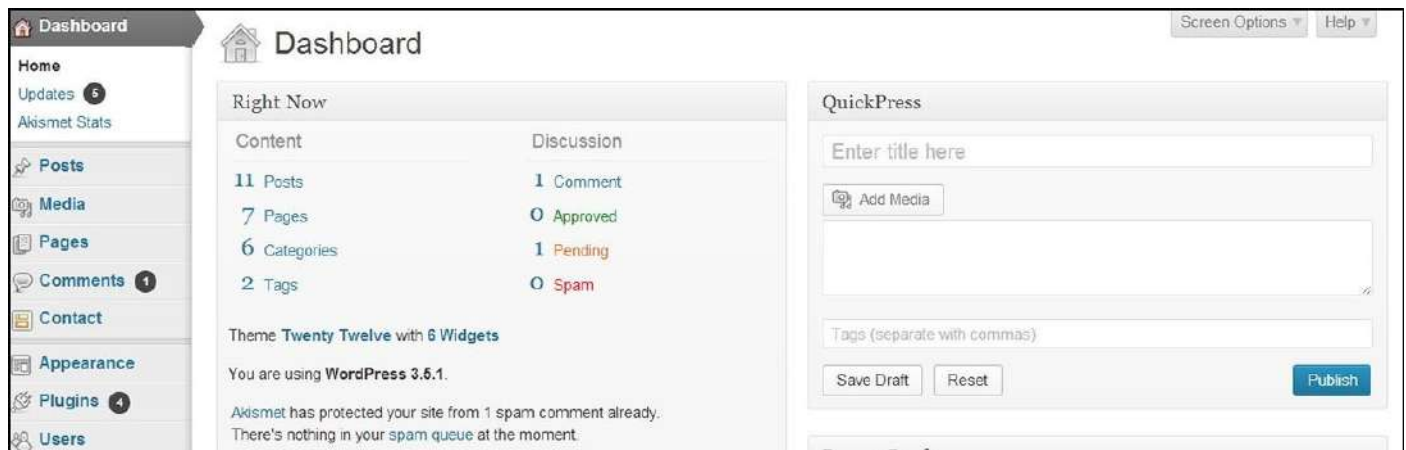 Dashboard
Home
Updates 5
Akismet Stats
Posts
Media
Pages
Comments 1
Contact
Appearance
Plugins 4
Users
Screen Options
Help
Dashboard
Right Now
Content
11 Posts
7 Pages
6 Categories
2 Tags
Discussion
1 Comment
0 Approved
1 Pending
0 Spam
Theme Twenty Twelve with 6 Widgets
You are using WordPress 3.5.1.
Akismet has protected your site from 1 spam comment already.
There's nothing in your spam queue at the moment.
QuickPress
Enter title here
Add Media
Tags (separate with commas)
Save Draft
Reset
Publish